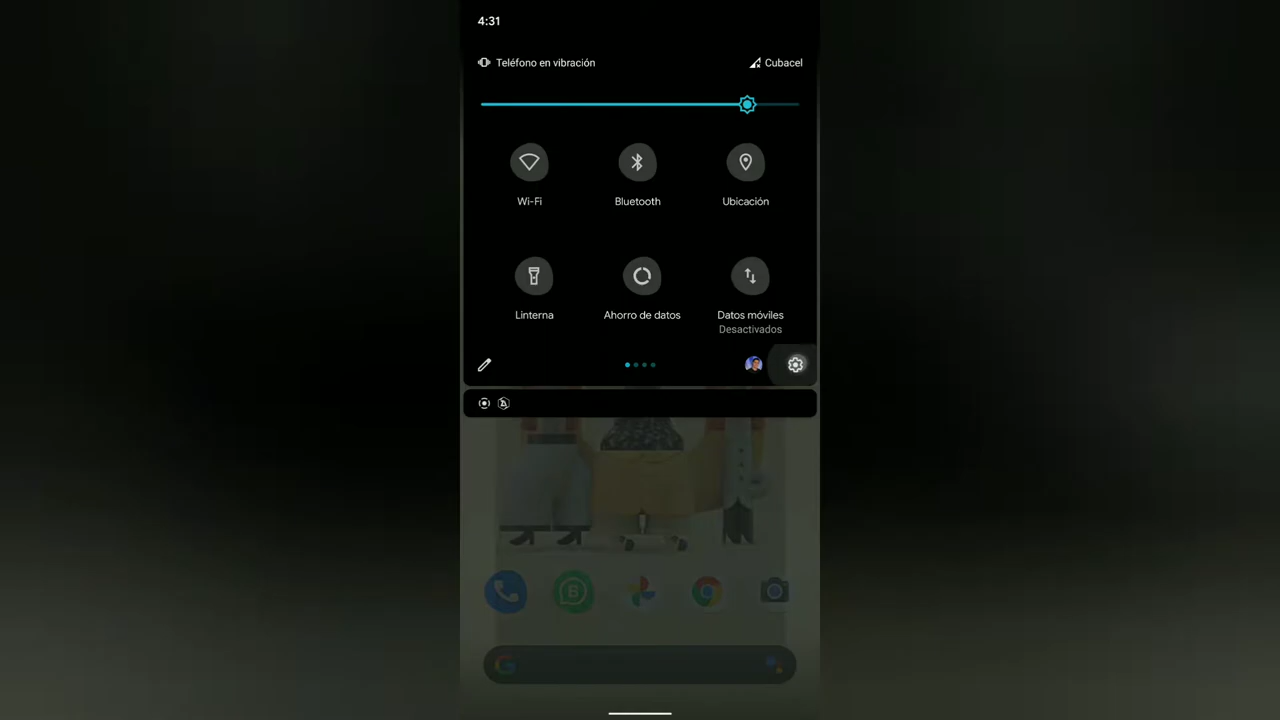 4:31
Teléfono en vibración
Cubacel
Wi-Fi
Bluetooth
Ubicación
Linterna
Ahorro de datos
Datos móviles
Desactivados